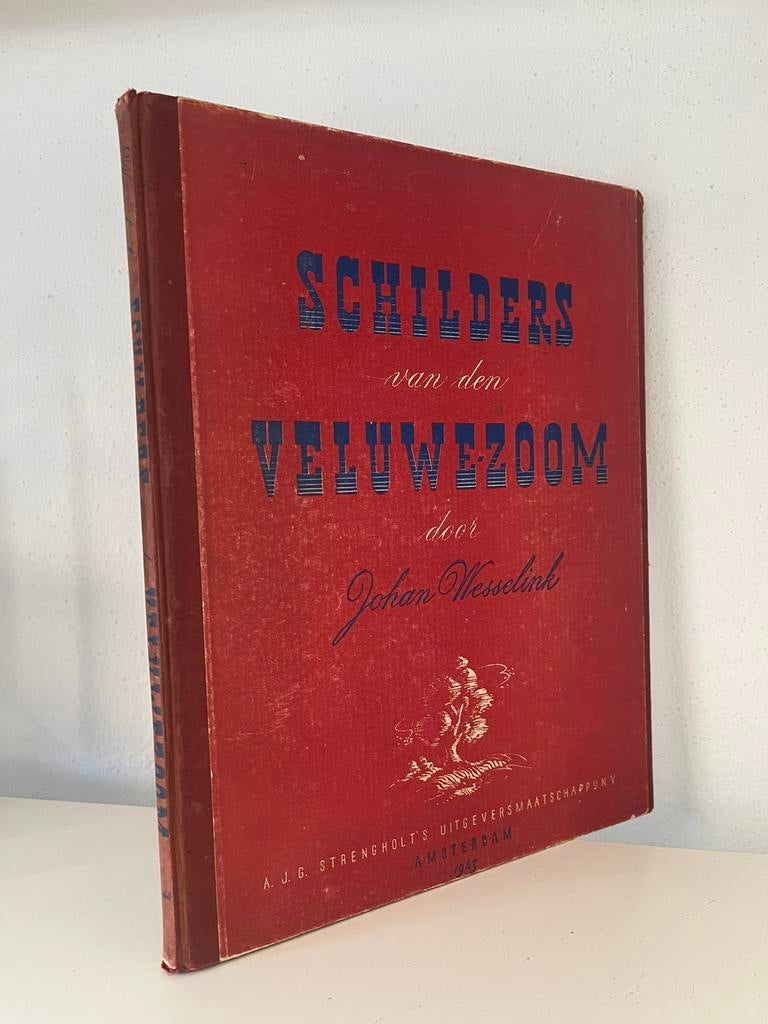 SCHILDERS
van den
VELUWE-ZOOM
door
Johan Wesselink
A. J. G. STRENGHOLT'S UITGEVERSMAATSCHAPPIJ N.V.
AMSTERDAM
1943
SCHILDERS / VELUWEZOOM